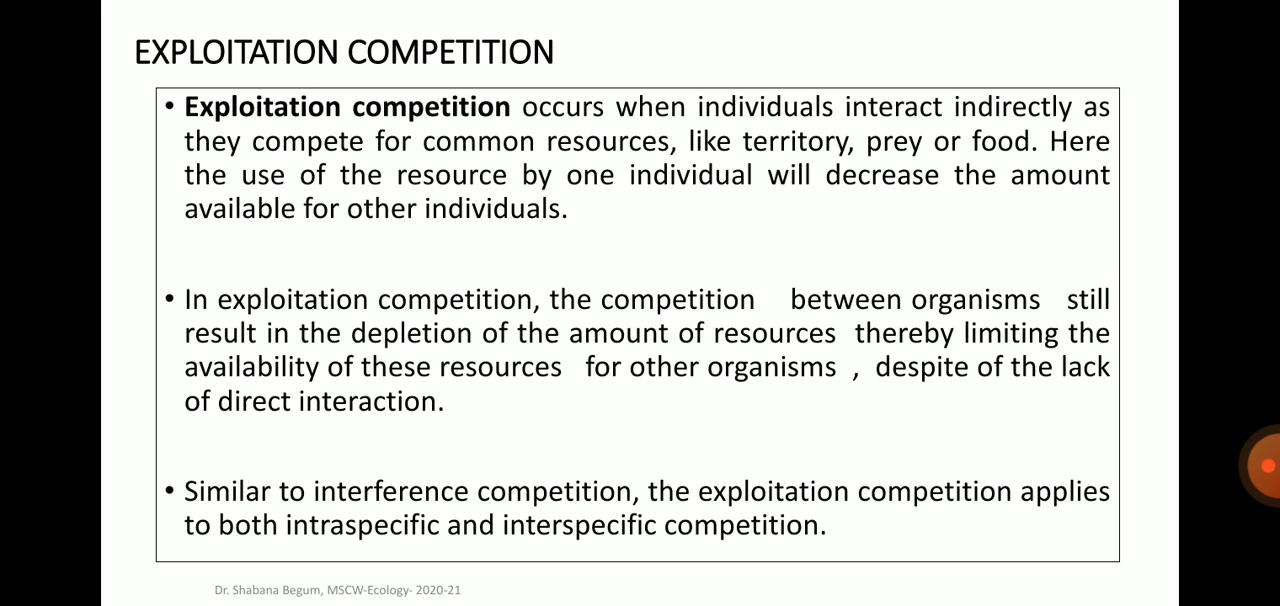 EXPLOITATION COMPETITION
• Exploitation competition occurs when individuals interact indirectly as
they compete for common resources, like territory, prey or food. Here
the use of the resource by one individual will decrease the amount
available for other individuals.
• In exploitation competition, the competition between organisms still
result in the depletion of the amount of resources thereby limiting the
availability of these resources for other organisms , despite of the lack
of direct interaction.
• Similar to interference competition, the exploitation competition applies
to both intraspecific and interspecific competition.
Dr. Shabana Begum, MSCW-Ecology- 2020-21